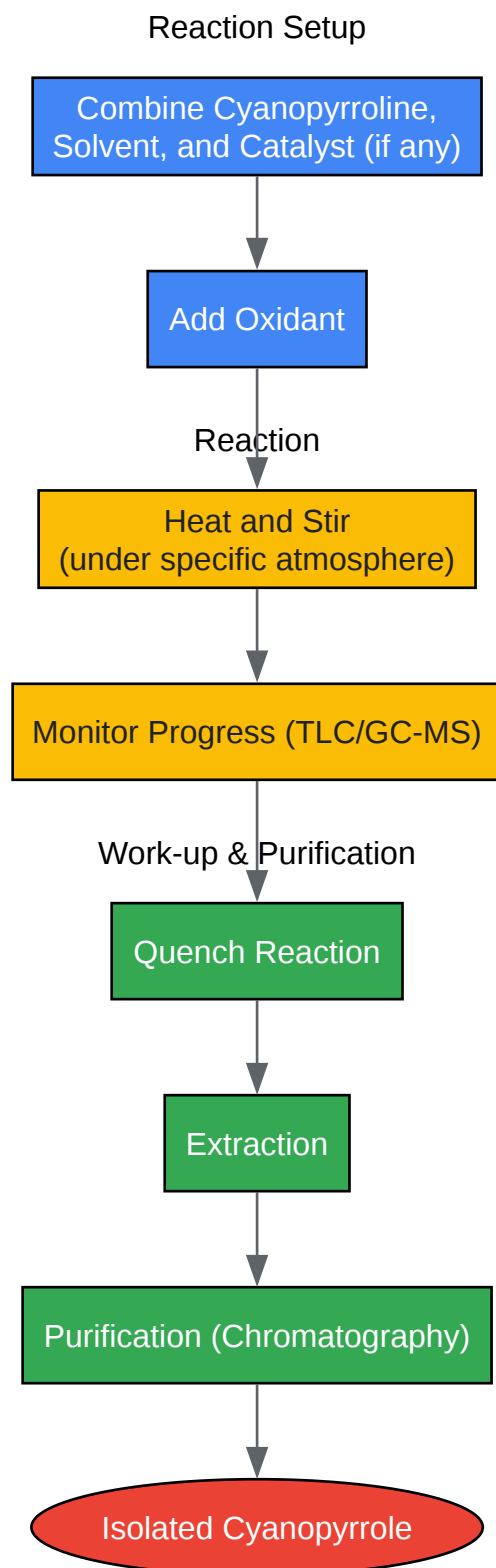 Reaction Setup
Combine Cyanopyrroline,
Solvent, and Catalyst (if any)
Add Oxidant
Reaction
Heat and Stir
(under specific atmosphere)
Monitor Progress (TLC/GC-MS)
Work-up & Purification
Quench Reaction
Extraction
Purification (Chromatography)
Isolated Cyanopyrrole